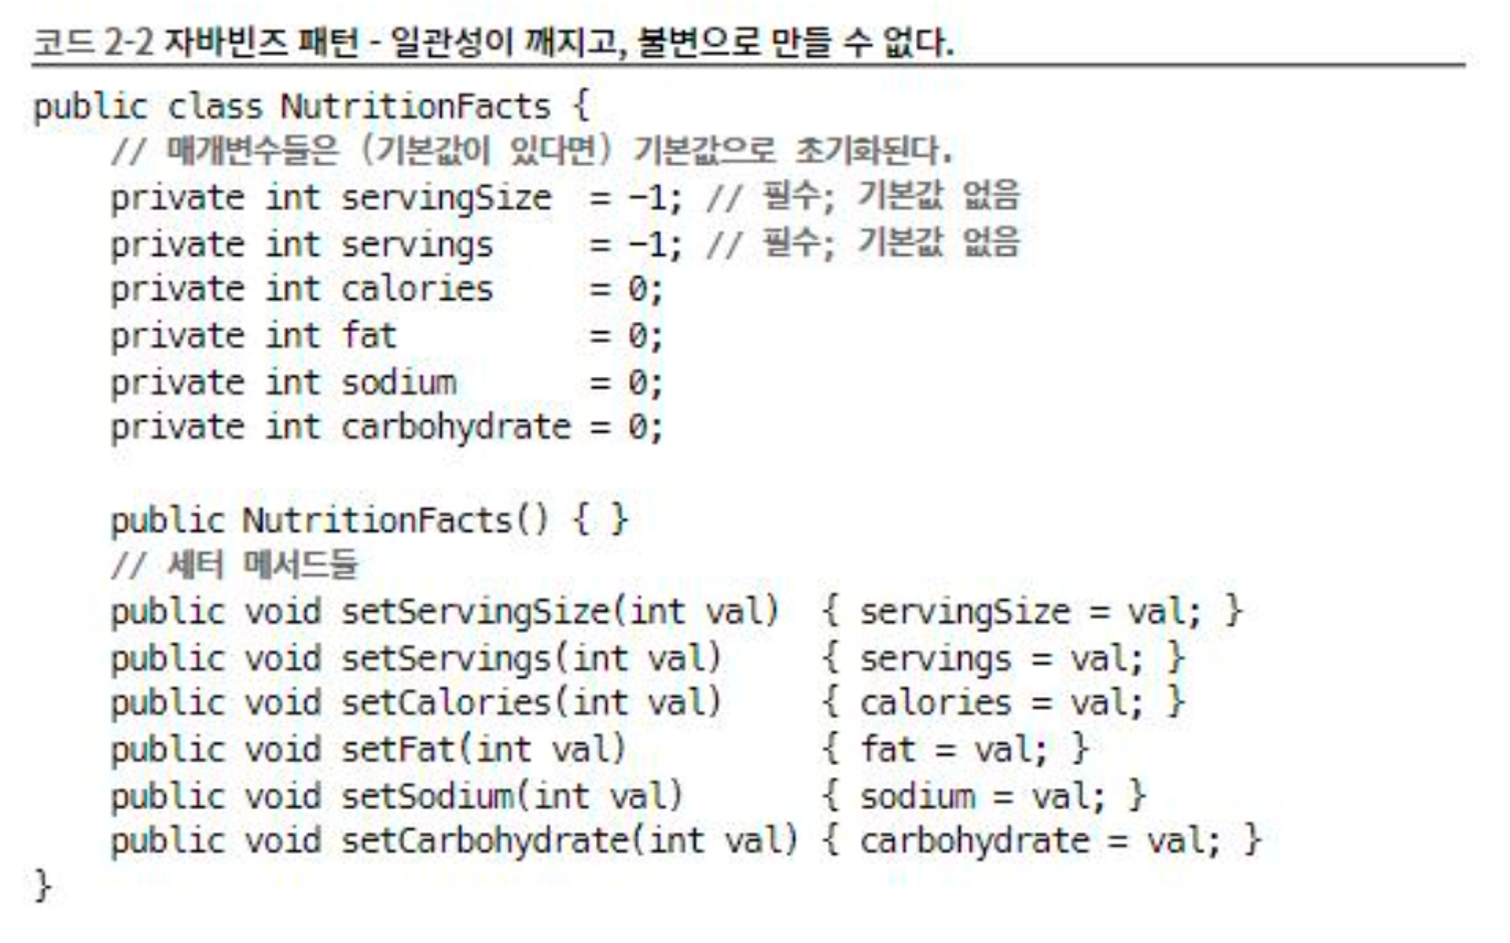 코드 2-2 자바빈즈 패턴 - 일관성이 깨지고, 불변으로 만들 수 없다.
public class NutritionFacts {
    // 매개변수들은 (기본값이 있다면) 기본값으로 초기화된다.
    private int servingSize  = -1; // 필수; 기본값 없음
    private int servings     = -1; // 필수; 기본값 없음
    private int calories     = 0;
    private int fat          = 0;
    private int sodium       = 0;
    private int carbohydrate = 0;

    public NutritionFacts() { }
    // 세터 메서드들
    public void setServingSize(int val)  { servingSize = val; }
    public void setServings(int val)     { servings = val; }
    public void setCalories(int val)     { calories = val; }
    public void setFat(int val)          { fat = val; }
    public void setSodium(int val)       { sodium = val; }
    public void setCarbohydrate(int val) { carbohydrate = val; }
}